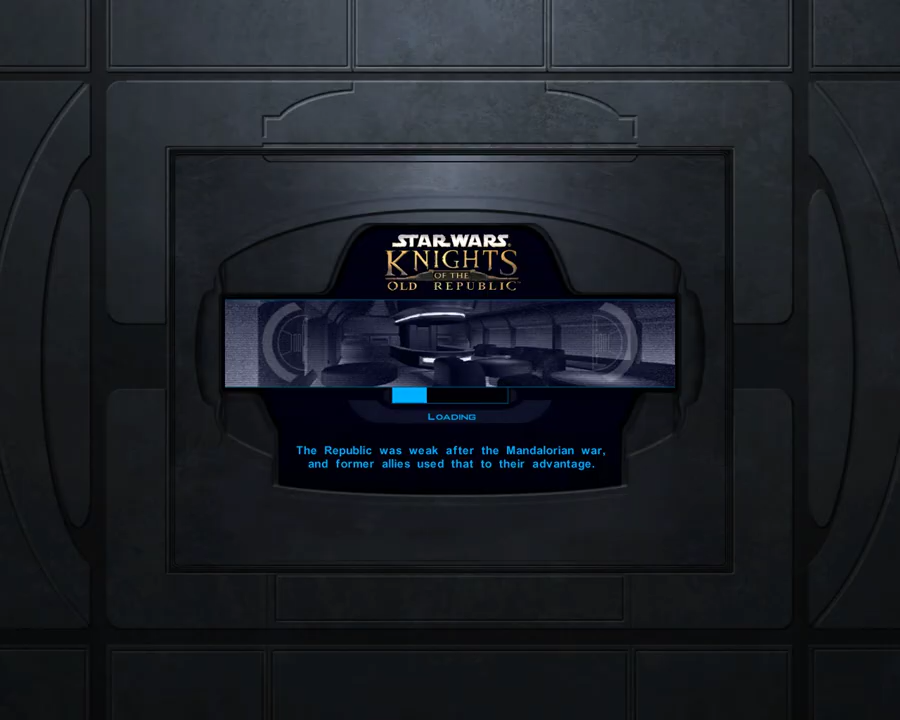 STAR WARS
KNIGHTS
OF THE
OLD REPUBLIC
LOADING
The Republic was weak after the Mandalorian war,
and former allies used that to their advantage.